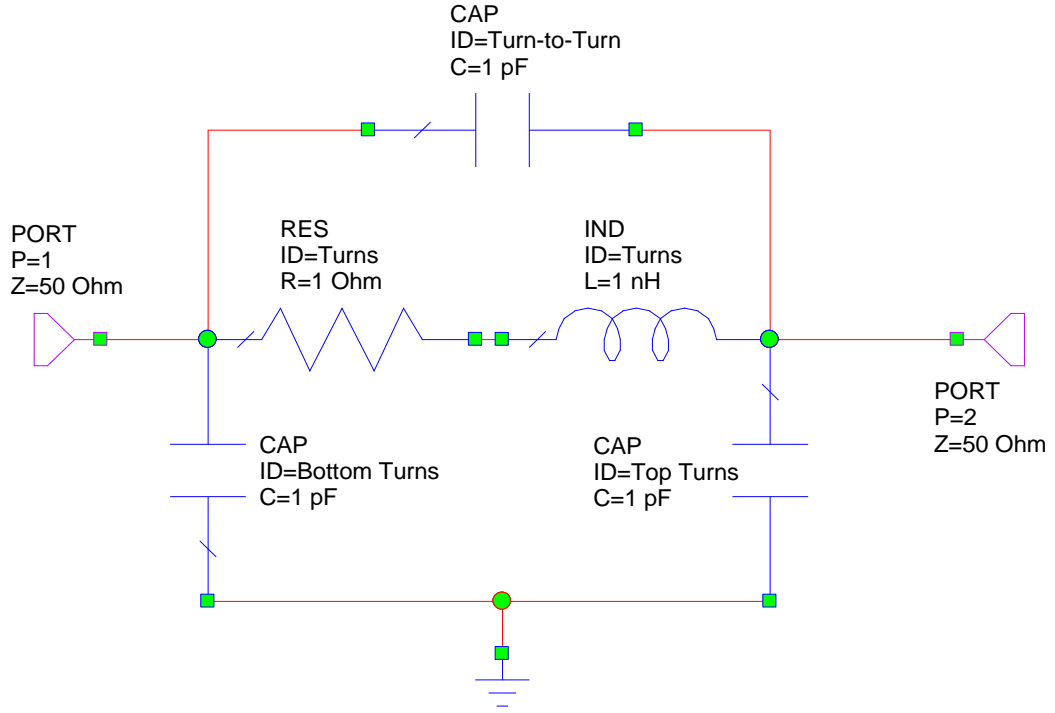 CAP
ID=Turn-to-Turn
C=1 pF
PORT
P=1
Z=50 Ohm
RES
ID=Turns
R=1 Ohm
IND
ID=Turns
L=1 nH
PORT
P=2
Z=50 Ohm
CAP
ID=Bottom Turns
C=1 pF
CAP
ID=Top Turns
C=1 pF